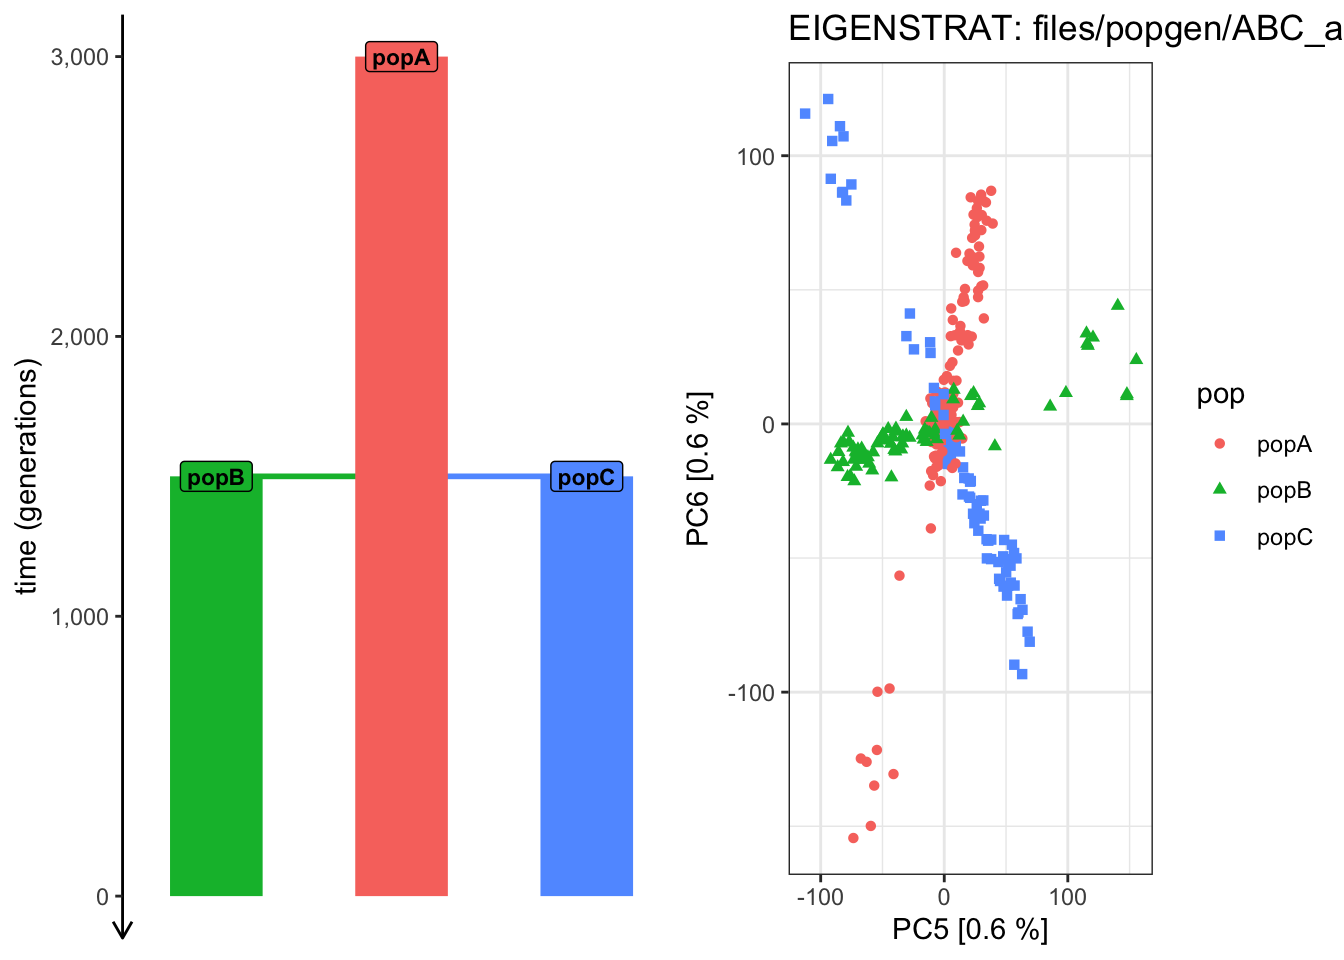 time (generations)
3,000
2,000
1,000
0
popA
popB
popC
EIGENSTRAT: files/popgen/ABC_a
PC6 [0.6 %]
100
0
-100
-100
0
100
PC5 [0.6 %]
pop
popA
popB
popC